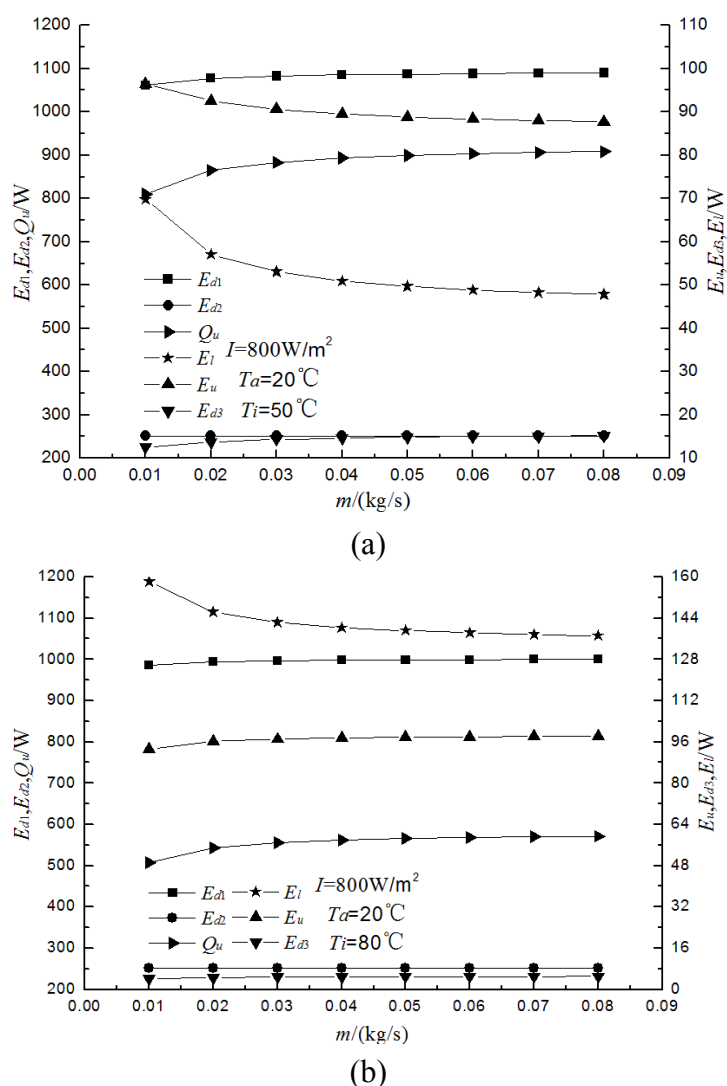 1200
1100
1000
900
800
700
600
500
400
300
200
110
100
90
80
70
60
50
40
30
20
10
Ed1,Ed2,Qu/W
Eu,Ed3,El/W
Ed1
Ed2
Qu
El
Eu
Ed3
I=800W/m²
Ta=20℃
Ti=50℃
0.00 0.01 0.02 0.03 0.04 0.05 0.06 0.07 0.08 0.09
m/(kg/s)
(a)
1200
1100
1000
900
800
700
600
500
400
300
200
160
144
128
112
96
80
64
48
32
16
0
Ed1,Ed2,Qu/W
Eu,Ed3,El/W
Ed1 El I=800W/m²
Ed2 Eu Ta=20℃
Qu Ed3 Ti=80℃
0.00 0.01 0.02 0.03 0.04 0.05 0.06 0.07 0.08 0.09
m/(kg/s)
(b)